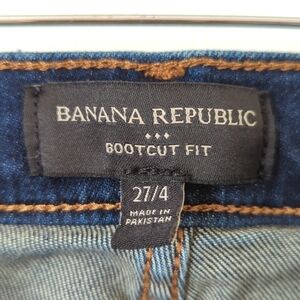 BANANA REPUBLIC
BOOTCUT FIT
27/4
MADE IN
PAKISTAN